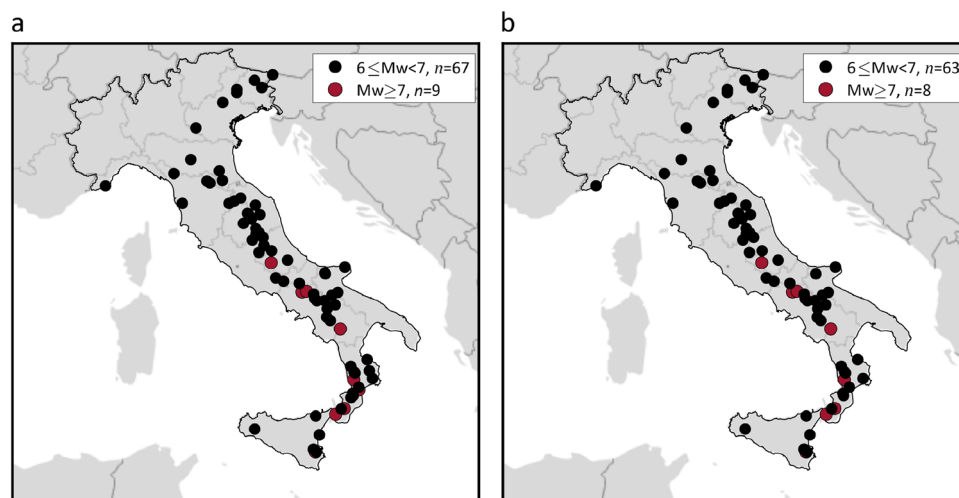 a
6≤Mw<7, n=67
Mw≥7, n=9
b
6≤Mw<7, n=63
Mw≥7, n=8